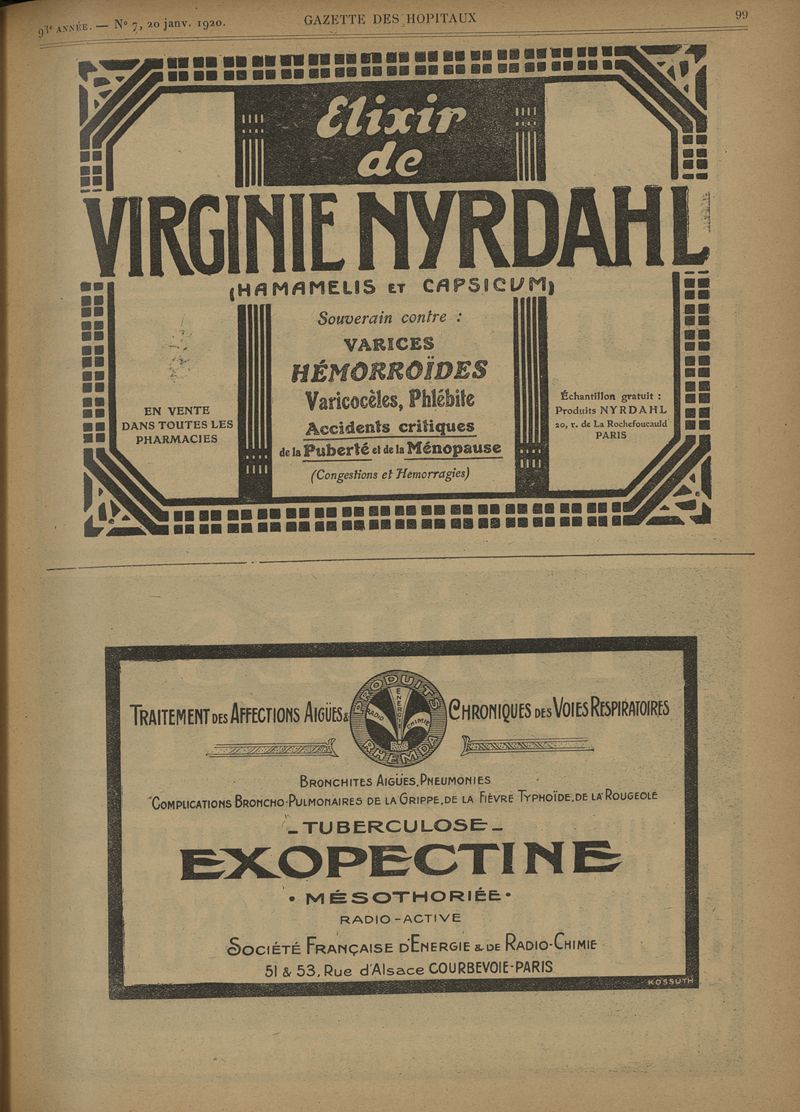 93e ANNÉE. — No 7, 20 janv. 1920.
GAZETTE DES HOPITAUX
99
Elixir
de
VIRGINIE NYRDAHL
(HAMAMELIS ET CAPSICUM)
Souverain contre :
VARICES
HÉMORROÏDES
Varicocèles, Phlébite
Accidents critiques
de la Puberté et de la Ménopause
(Congestions et Hemorragies)
EN VENTE
DANS TOUTES LES
PHARMACIES
Échantillon gratuit :
Produits NYRDAHL
20, r. de La Rochefoucauld
PARIS
TRAITEMENT DES AFFECTIONS AIGÜES &
PRODUITS
ENERGIE
RADIO
CHIMIE
RHEMDA
CHRONIQUES DES VOIES RESPIRATOIRES
BRONCHITES AIGÜES, PNEUMONIES
COMPLICATIONS BRONCHO-PULMONAIRES DE LA GRIPPE, DE LA FIÈVRE TYPHOÏDE, DE LA ROUGEOLE
_ TUBERCULOSE _
EXOPECTINE
• MÉSOTHORIÉE •
RADIO-ACTIVE
SOCIÉTÉ FRANÇAISE D'ENERGIE & DE RADIO-CHIMIE
51 & 53, Rue d'Alsace COURBEVOIE-PARIS
KOSSUTH